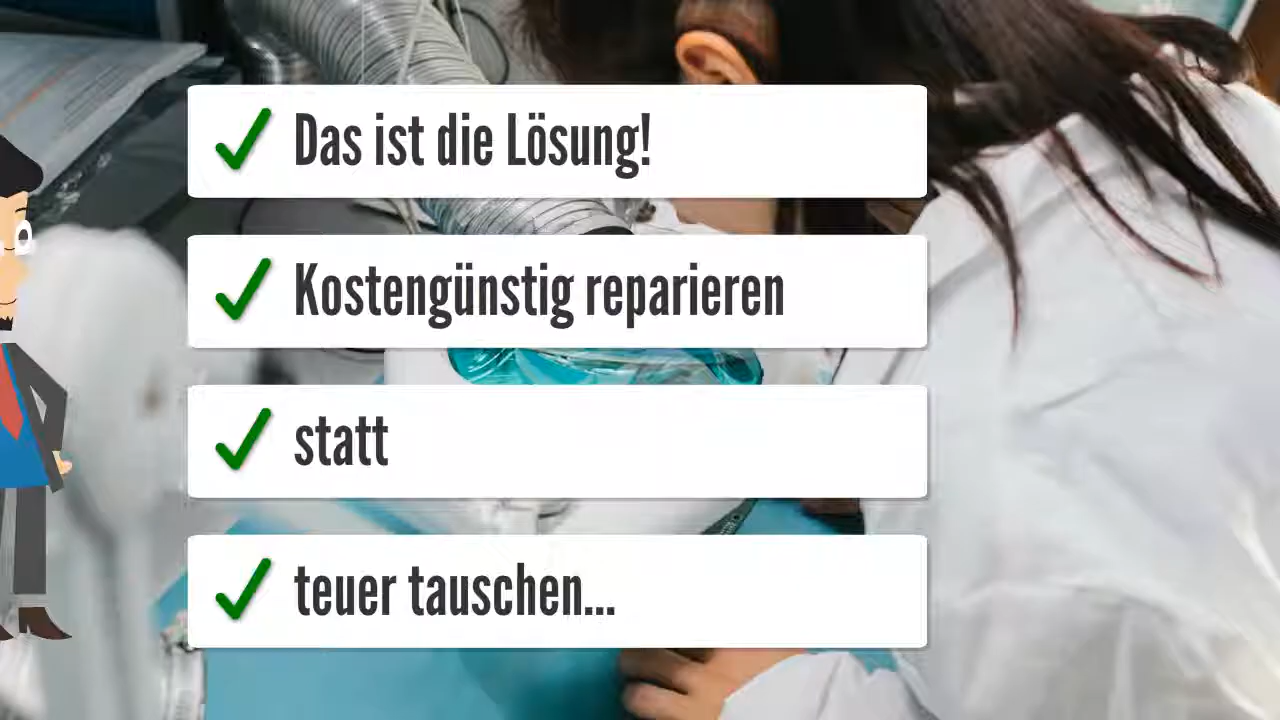 Das ist die Lösung!
Kostengünstig reparieren
statt
teuer tauschen...